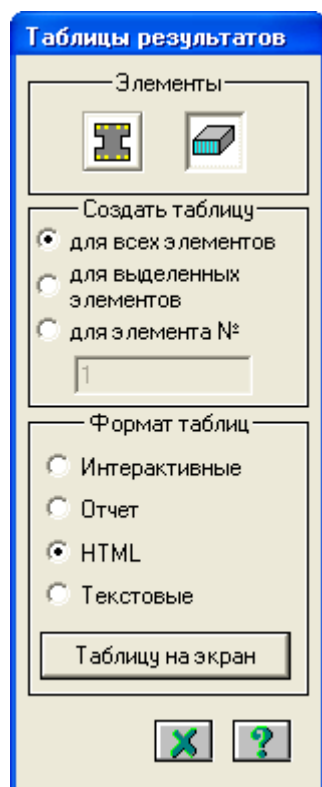 Таблицы результатов
Элементы
Создать таблицу
для всех элементов
для выделенных
элементов
для элемента №
1
Формат таблиц
Интерактивные
Отчет
HTML
Текстовые
Таблицу на экран
?